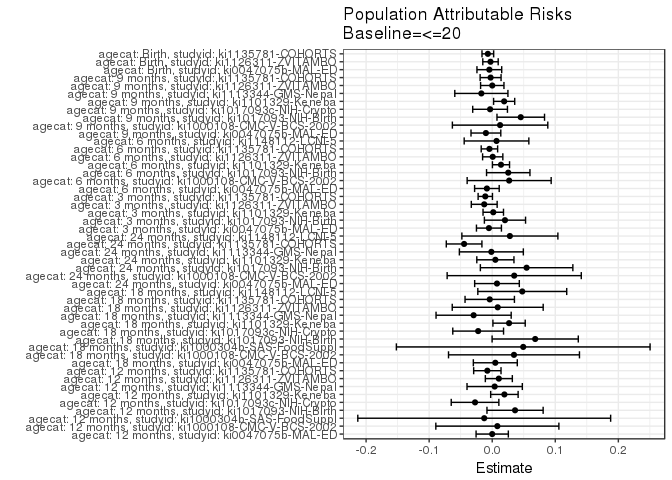 Population Attributable Risks
Baseline=<=20
agecat: Birth, studyid: ki1135781-COHORTS
agecat: Birth, studyid: ki1126311-ZVITAMBO
agecat: Birth, studyid: ki0047075b-MAL-ED
agecat: 9 months, studyid: ki1135781-COHORTS
agecat: 9 months, studyid: ki1126311-ZVITAMBO
agecat: 9 months, studyid: ki1113344-GMS-Nepal
agecat: 9 months, studyid: ki1101329-Keneba
agecat: 9 months, studyid: ki1017093c-NIH-Crypto
agecat: 9 months, studyid: ki1017093-NIH-Birth
agecat: 9 months, studyid: ki1000108-CMC-V-BCS-2002
agecat: 9 months, studyid: ki0047075b-MAL-ED
agecat: 6 months, studyid: ki1148112-LCNI-5
agecat: 6 months, studyid: ki1135781-COHORTS
agecat: 6 months, studyid: ki1126311-ZVITAMBO
agecat: 6 months, studyid: ki1101329-Keneba
agecat: 6 months, studyid: ki1017093-NIH-Birth
agecat: 6 months, studyid: ki1000108-CMC-V-BCS-2002
agecat: 6 months, studyid: ki0047075b-MAL-ED
agecat: 3 months, studyid: ki1135781-COHORTS
agecat: 3 months, studyid: ki1126311-ZVITAMBO
agecat: 3 months, studyid: ki1101329-Keneba
agecat: 3 months, studyid: ki1017093-NIH-Birth
agecat: 3 months, studyid: ki0047075b-MAL-ED
agecat: 24 months, studyid: ki1148112-LCNI-5
agecat: 24 months, studyid: ki1135781-COHORTS
agecat: 24 months, studyid: ki1113344-GMS-Nepal
agecat: 24 months, studyid: ki1101329-Keneba
agecat: 24 months, studyid: ki1017093-NIH-Birth
agecat: 24 months, studyid: ki1000108-CMC-V-BCS-2002
agecat: 24 months, studyid: ki0047075b-MAL-ED
agecat: 18 months, studyid: ki1148112-LCNI-5
agecat: 18 months, studyid: ki1135781-COHORTS
agecat: 18 months, studyid: ki1126311-ZVITAMBO
agecat: 18 months, studyid: ki1113344-GMS-Nepal
agecat: 18 months, studyid: ki1101329-Keneba
agecat: 18 months, studyid: ki1017093c-NIH-Crypto
agecat: 18 months, studyid: ki1017093-NIH-Birth
agecat: 18 months, studyid: ki1000304b-SAS-FoodSuppl
agecat: 18 months, studyid: ki1000108-CMC-V-BCS-2002
agecat: 18 months, studyid: ki0047075b-MAL-ED
agecat: 12 months, studyid: ki1135781-COHORTS
agecat: 12 months, studyid: ki1126311-ZVITAMBO
agecat: 12 months, studyid: ki1113344-GMS-Nepal
agecat: 12 months, studyid: ki1101329-Keneba
agecat: 12 months, studyid: ki1017093c-NIH-Crypto
agecat: 12 months, studyid: ki1017093-NIH-Birth
agecat: 12 months, studyid: ki1000304b-SAS-FoodSuppl
agecat: 12 months, studyid: ki1000108-CMC-V-BCS-2002
agecat: 12 months, studyid: ki0047075b-MAL-ED
-0.2 -0.1 0.0 0.1 0.2
Estimate